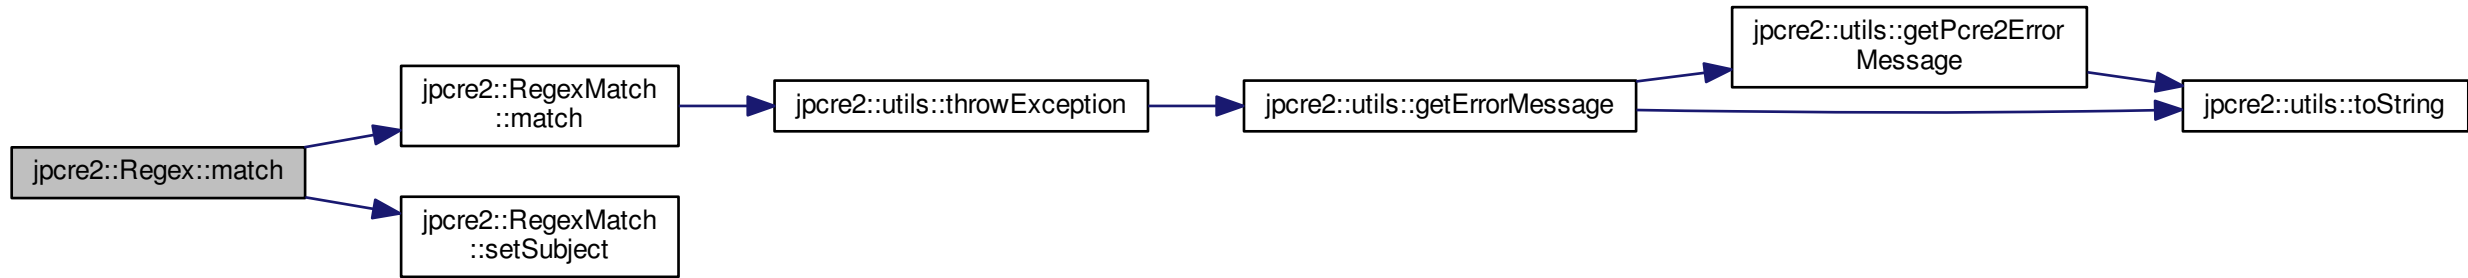 jpcre2::Regex::match
jpcre2::RegexMatch
::match
jpcre2::RegexMatch
::setSubject
jpcre2::utils::throwException
jpcre2::utils::getErrorMessage
jpcre2::utils::getPcre2Error
Message
jpcre2::utils::toString